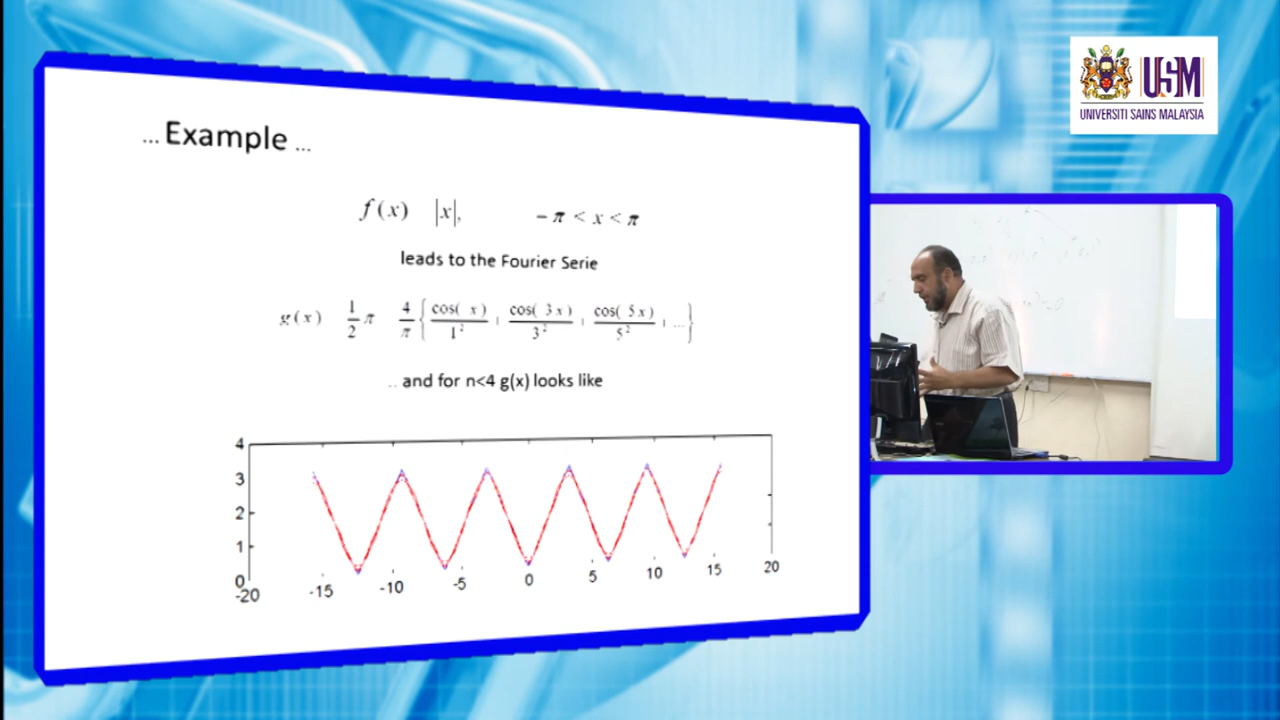 ... Example ...
f(x) |x|, - π < x < π
leads to the Fourier Serie
g(x) 1/2 π 4/π { cos( x)/1² + cos( 3x)/3² + cos( 5x)/5² + ... }
.. and for n<4 g(x) looks like
4
3
2
1
0
-20 -15 -10 -5 0 5 10 15 20
USM
UNIVERSITI SAINS MALAYSIA